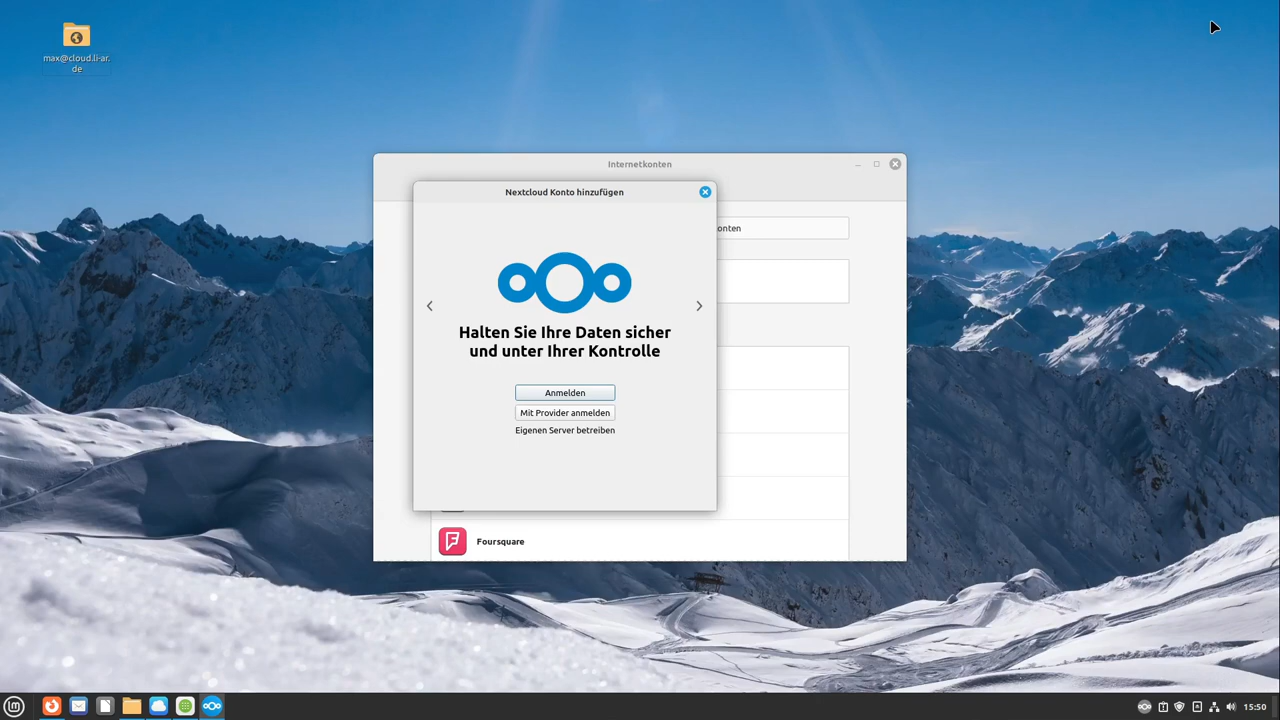 max@cloud.li-ar.
de
Internetkonten
Nextcloud Konto hinzufügen
onten
Halten Sie Ihre Daten sicher
und unter Ihrer Kontrolle
Anmelden
Mit Provider anmelden
Eigenen Server betreiben
Foursquare
15:50